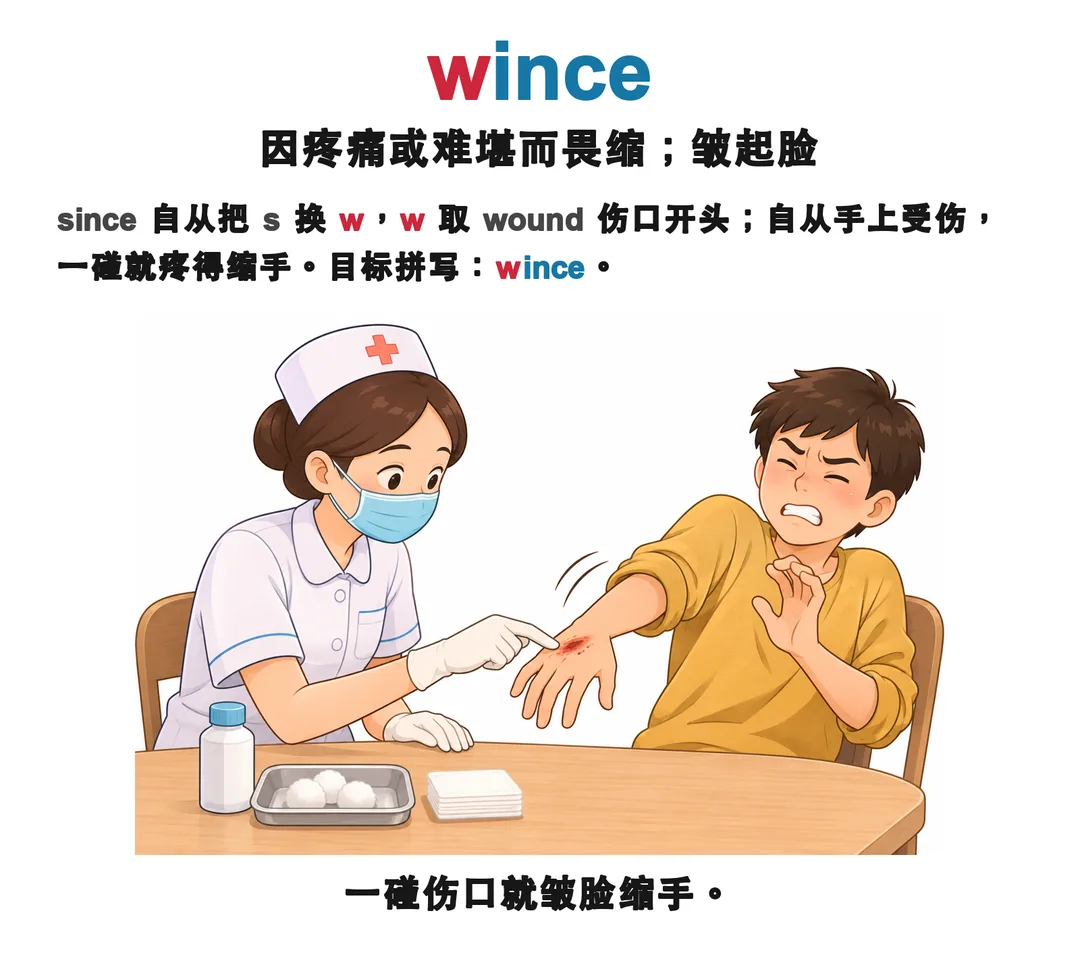 wince
因疼痛或难堪而畏缩；皱起脸
since 自从把 s 换 w，w 取 wound 伤口开头；自从手上受伤，
一碰就疼得缩手。目标拼写：wince。
一碰伤口就皱脸缩手。